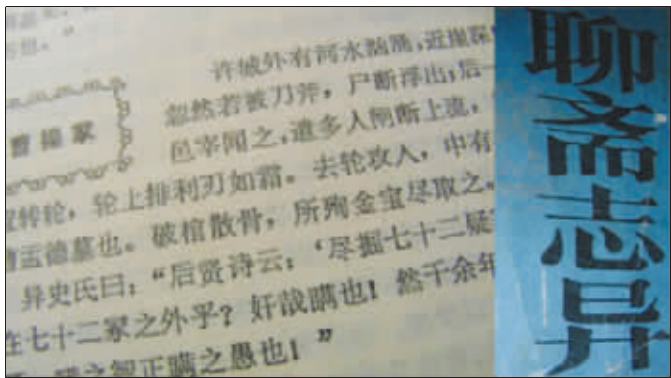 许城外有河水汹涌,近崖深
忽然若被刀斧,尸断浮出;后一
邑宰闻之,遣多人闸断上流,
曹操冢
转轮,轮上排利刃如霜。去轮攻入,中有
孟德墓也。破棺散骨,所殉金宝尽取之。
异史氏曰:“后贤诗云:‘尽掘七十二疑
在七十二冢之外乎?奸哉瞒也!然千余年
瞒之智正瞒之愚也!”
聊斋志异